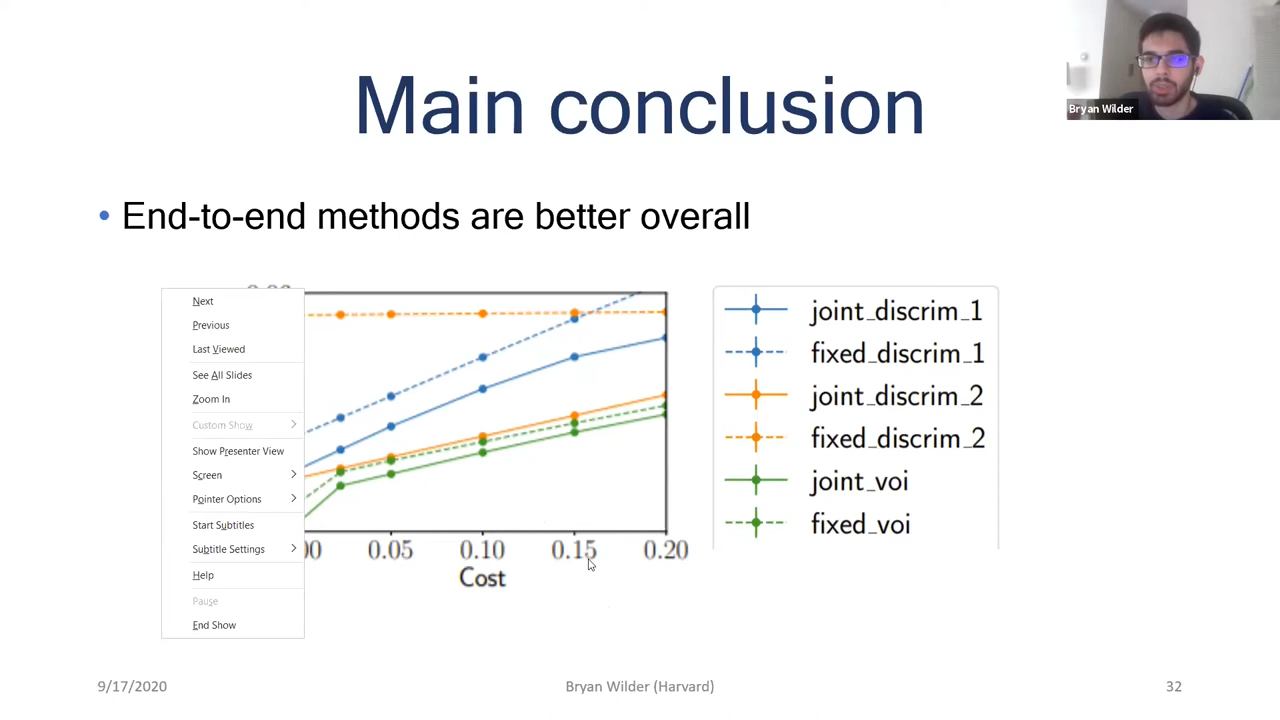 Main conclusion
Bryan Wilder
• End-to-end methods are better overall
Next
Previous
Last Viewed
See All Slides
Zoom In
Custom Show
Show Presenter View
Screen
Pointer Options
Start Subtitles
Subtitle Settings
Help
Pause
End Show
0.05 0.10 0.15 0.20
Cost
joint_discrim_1
fixed_discrim_1
joint_discrim_2
fixed_discrim_2
joint_voi
fixed_voi
9/17/2020
Bryan Wilder (Harvard)
32